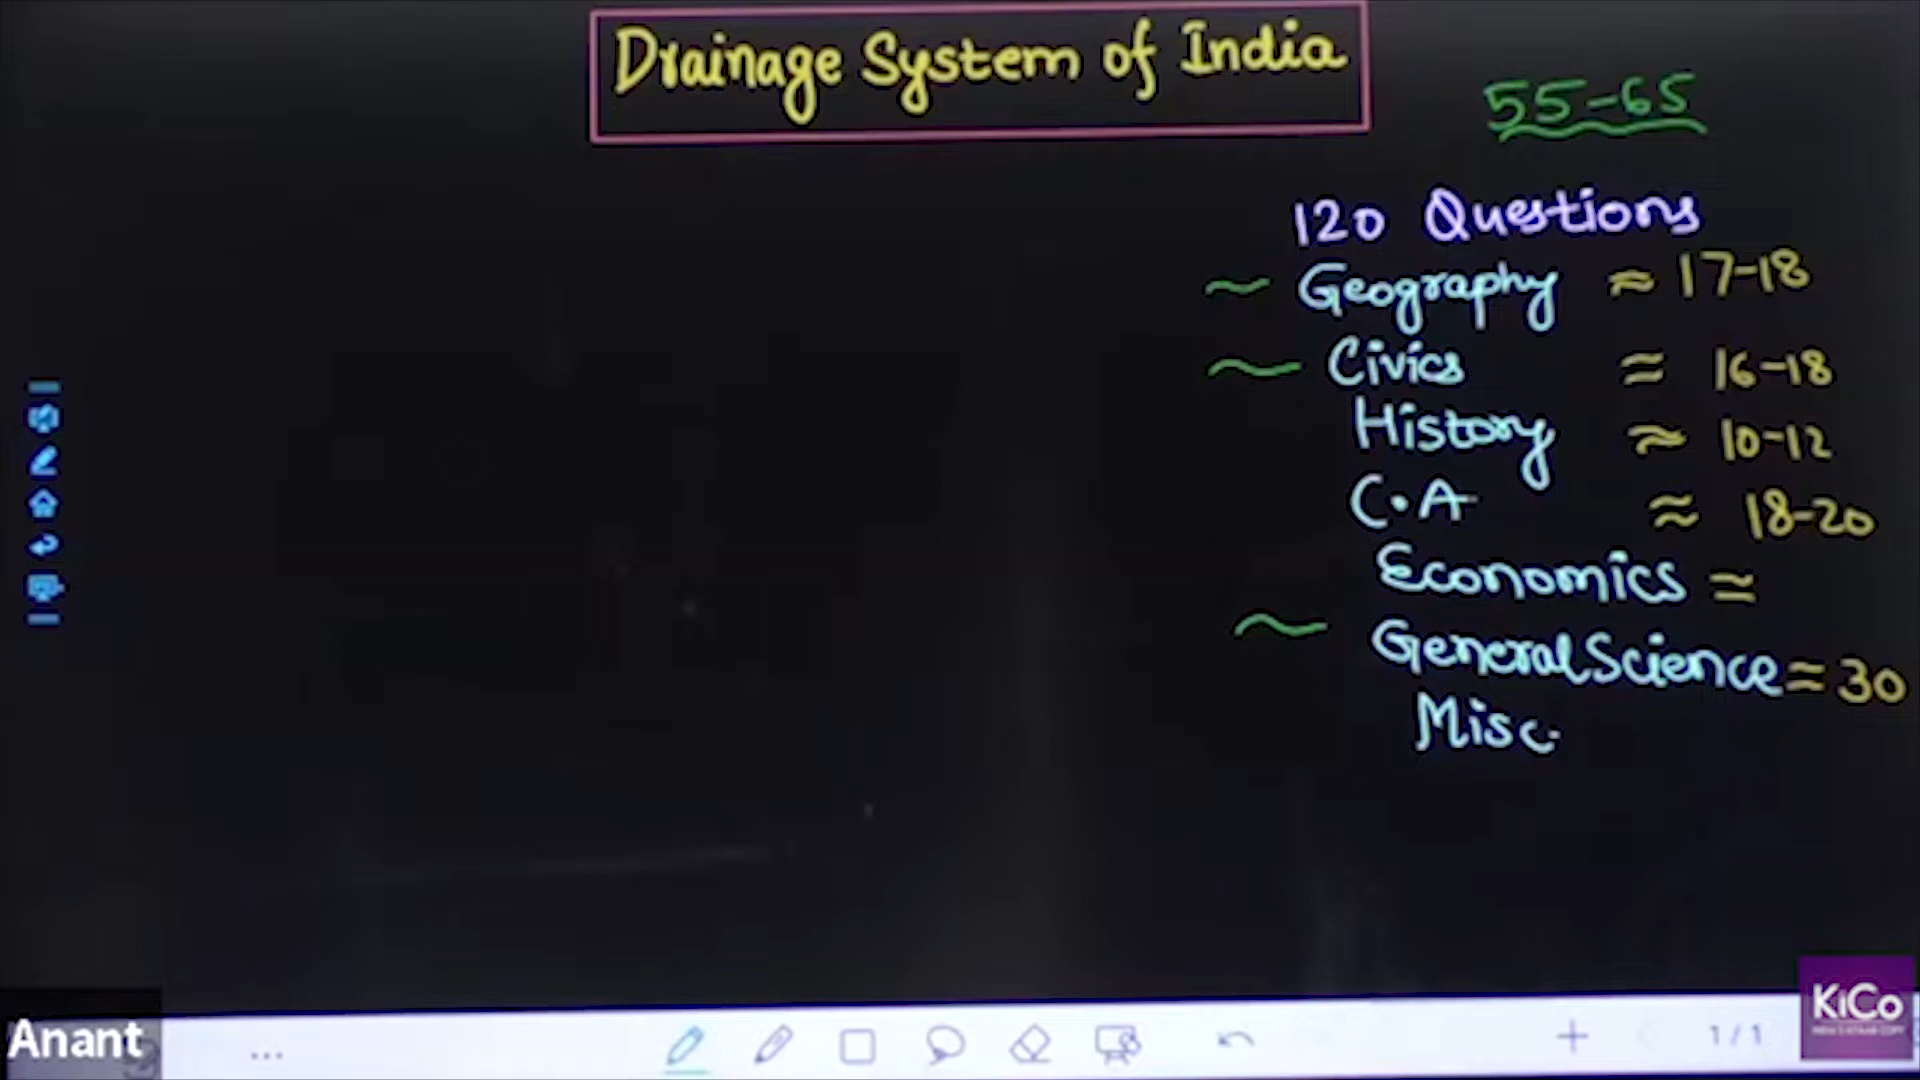 Drainage System of India
55-65
120 Questions
~ Geography ≈ 17-18
~ Civics ≈ 16-18
History ≈ 10-12
C.A ≈ 18-20
Economics ≈
~ General Science ≈ 30
Misc.
Anant
...
1/1
KiCo